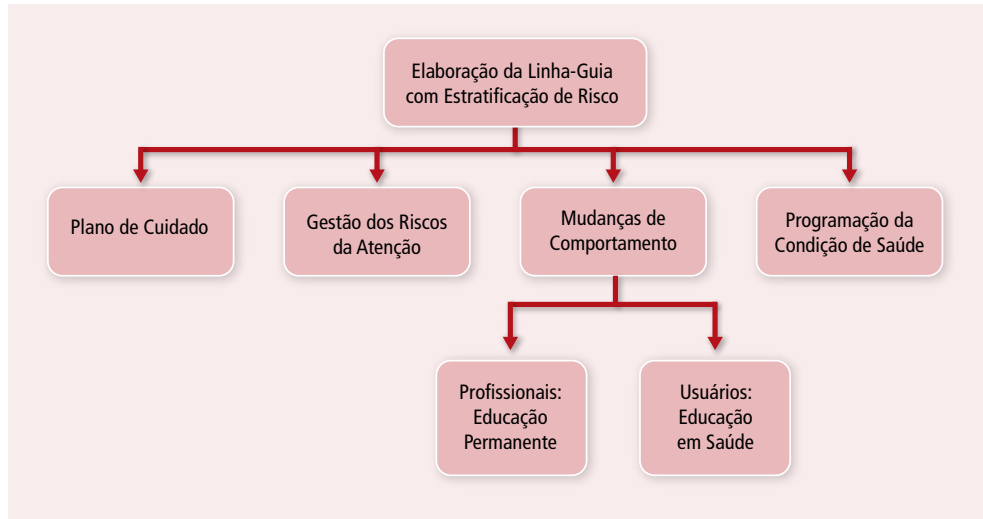 Elaboração da Linha-Guia
com Estratificação de Risco
Plano de Cuidado
Gestão dos Riscos
da Atenção
Mudanças de
Comportamento
Programação da
Condição de Saúde
Profissionais:
Educação
Permanente
Usuários:
Educação
em Saúde